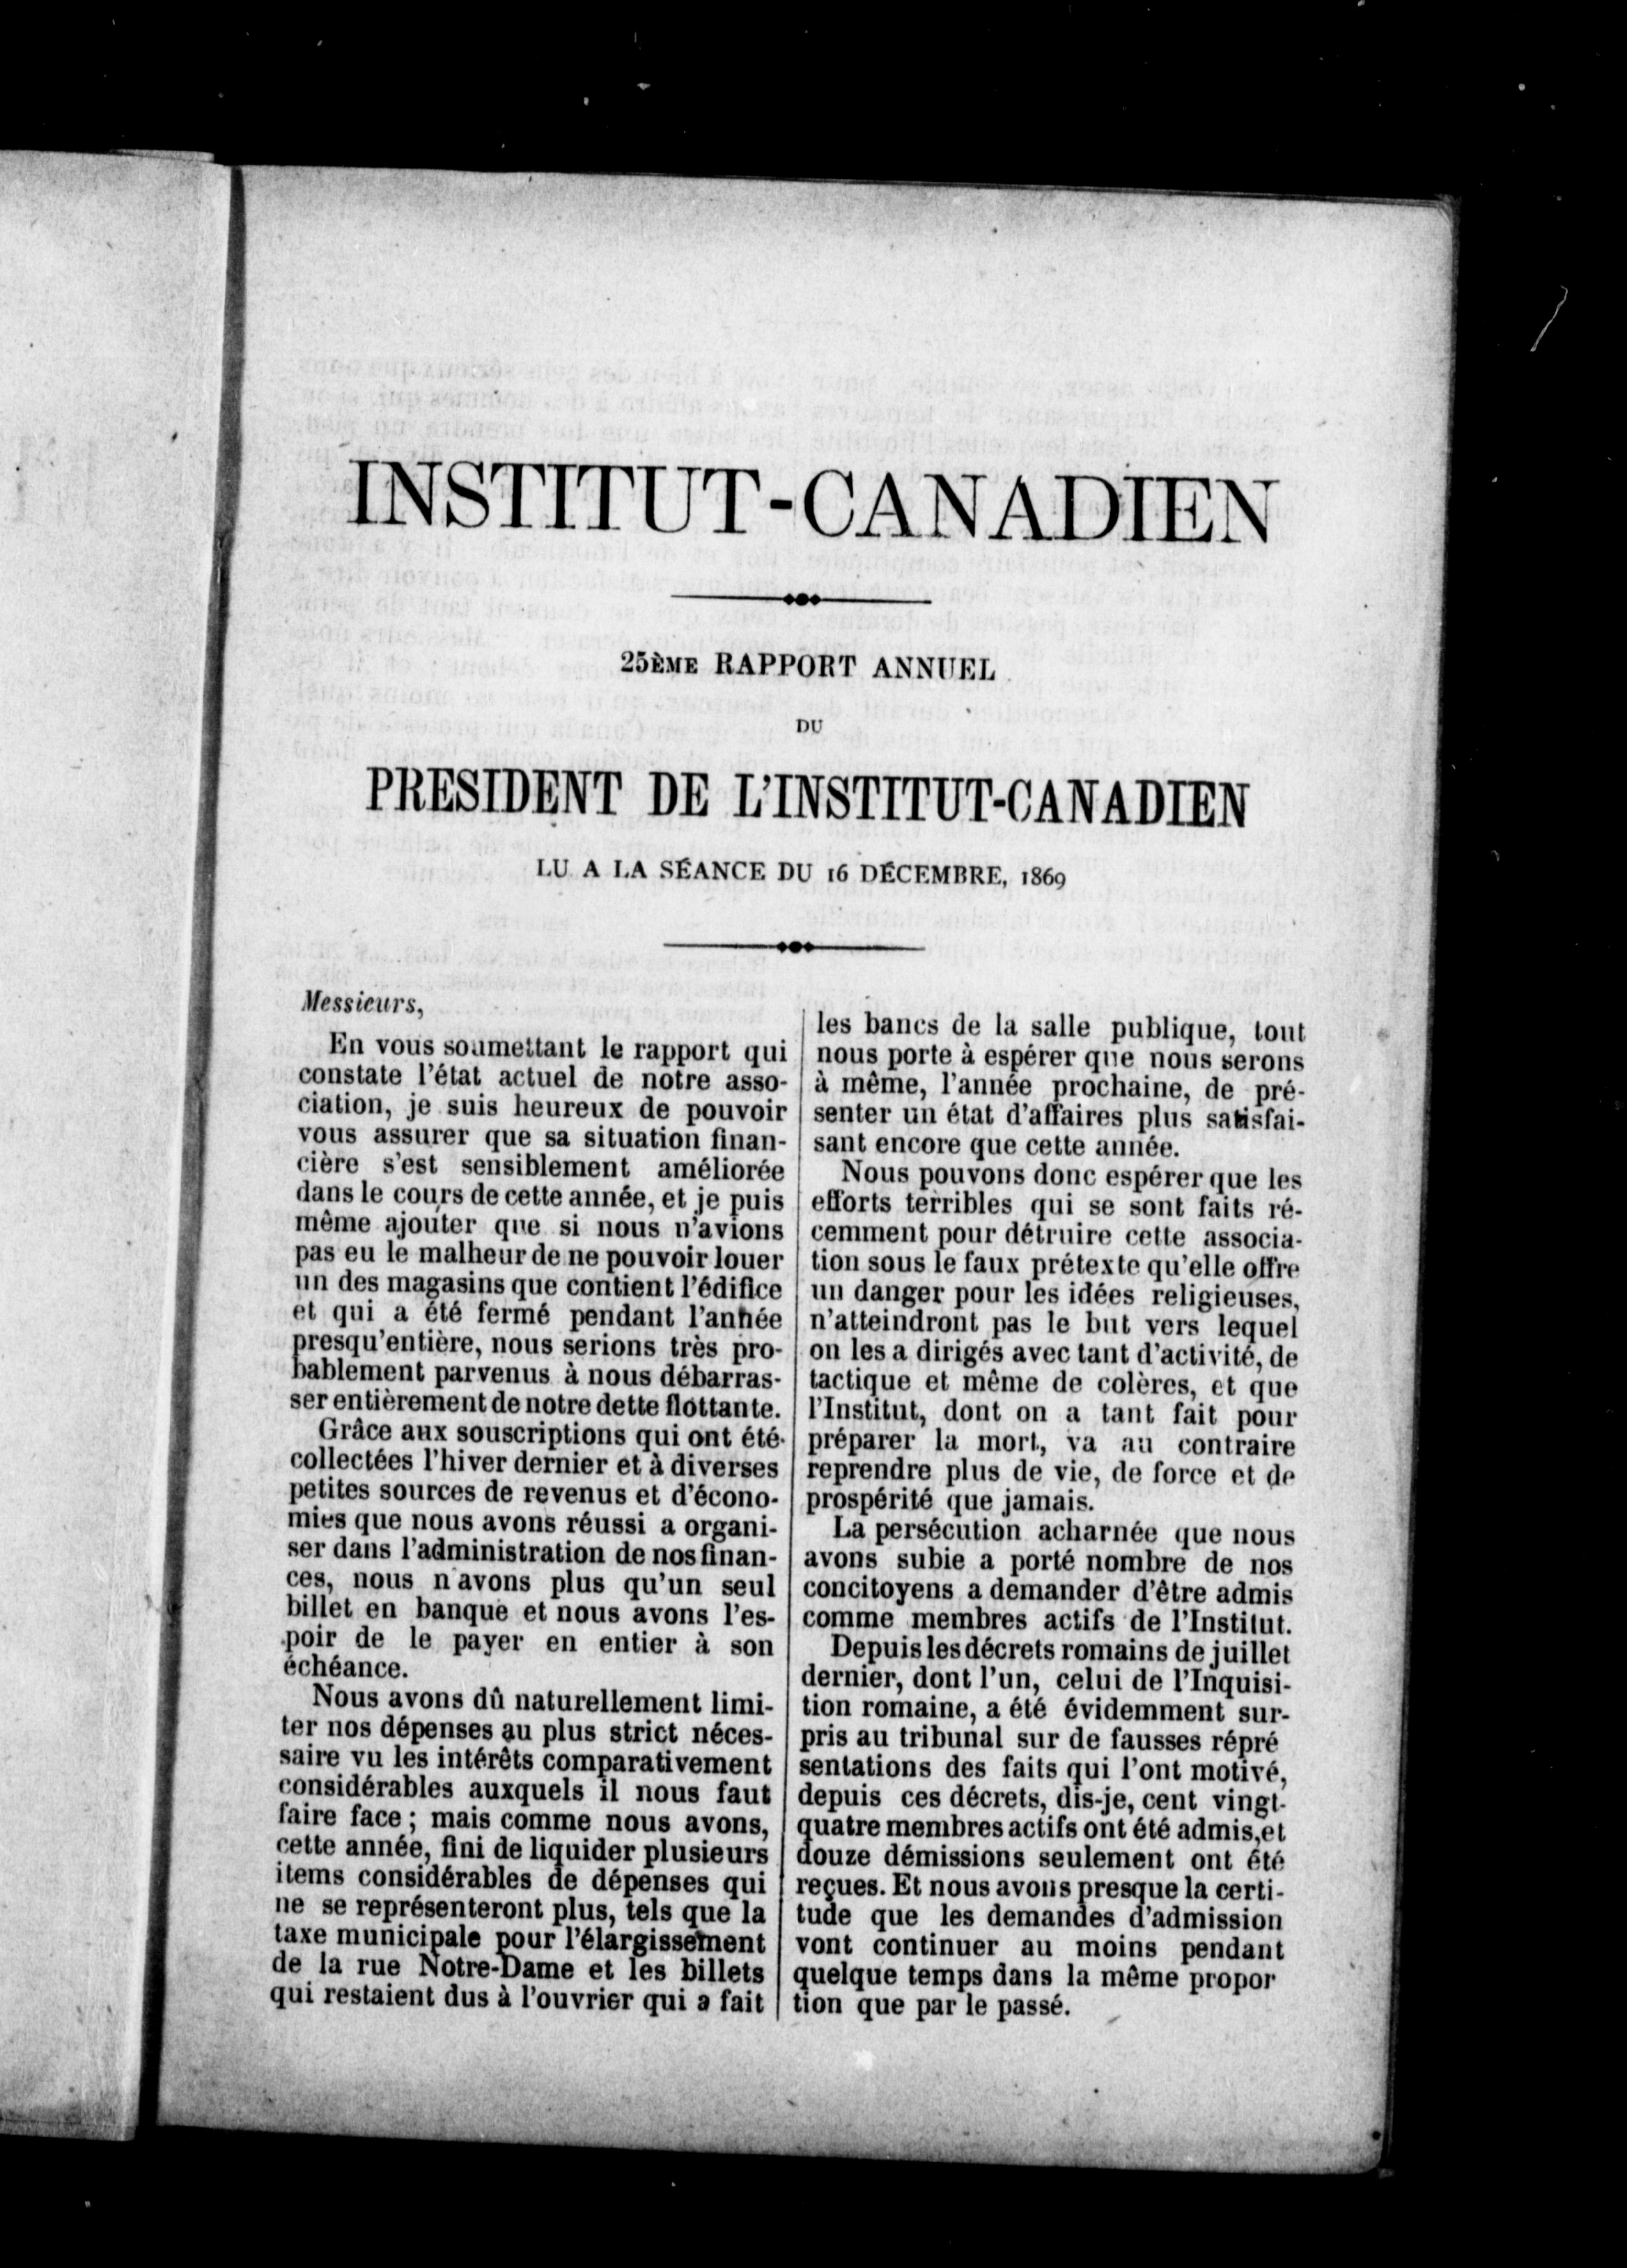 INSTITUT-CANADIEN
25ÈME RAPPORT ANNUEL
DU
PRESIDENT DE L'INSTITUT-CANADIEN
LU A LA SÉANCE DU 16 DÉCEMBRE, 1869
Messieurs,
En vous soumettant le rapport qui
constate l'état actuel de notre asso-
ciation, je suis heureux de pouvoir
vous assurer que sa situation finan-
cière s'est sensiblement améliorée
dans le cours de cette année, et je puis
même ajouter que si nous n'avions
pas eu le malheur de ne pouvoir louer
un des magasins que contient l'édifice
et qui a été fermé pendant l'année
presqu'entière, nous serions très pro-
bablement parvenus à nous débarras-
ser entièrement de notre dette flottante.
Grâce aux souscriptions qui ont été
collectées l'hiver dernier et à diverses
petites sources de revenus et d'écono-
mies que nous avons réussi a organi-
ser dans l'administration de nos finan-
ces, nous n'avons plus qu'un seul
billet en banque et nous avons l'es-
poir de le payer en entier à son
échéance.
Nous avons dû naturellement limi-
ter nos dépenses au plus strict néces-
saire vu les intérêts comparativement
considérables auxquels il nous faut
faire face ; mais comme nous avons,
cette année, fini de liquider plusieurs
items considérables de dépenses qui
ne se représenteront plus, tels que la
taxe municipale pour l'élargissement
de la rue Notre-Dame et les billets
qui restaient dus à l'ouvrier qui a fait
les bancs de la salle publique, tout
nous porte à espérer que nous serons
à même, l'année prochaine, de pré-
senter un état d'affaires plus satisfai-
sant encore que cette année.
Nous pouvons donc espérer que les
efforts terribles qui se sont faits ré-
cemment pour détruire cette associa-
tion sous le faux prétexte qu'elle offre
un danger pour les idées religieuses,
n'atteindront pas le but vers lequel
on les a dirigés avec tant d'activité, de
tactique et même de colères, et que
l'Institut, dont on a tant fait pour
préparer la mort, va au contraire
reprendre plus de vie, de force et de
prospérité que jamais.
La persécution acharnée que nous
avons subie a porté nombre de nos
concitoyens a demander d'être admis
comme membres actifs de l'Institut.
Depuis les décrets romains de juillet
dernier, dont l'un, celui de l'Inquisi-
tion romaine, a été évidemment sur-
pris au tribunal sur de fausses répré
sentations des faits qui l'ont motivé,
depuis ces décrets, dis-je, cent vingt-
quatre membres actifs ont été admis, et
douze démissions seulement ont été
reçues. Et nous avons presque la certi-
tude que les demandes d'admission
vont continuer au moins pendant
quelque temps dans la même propor
tion que par le passé.